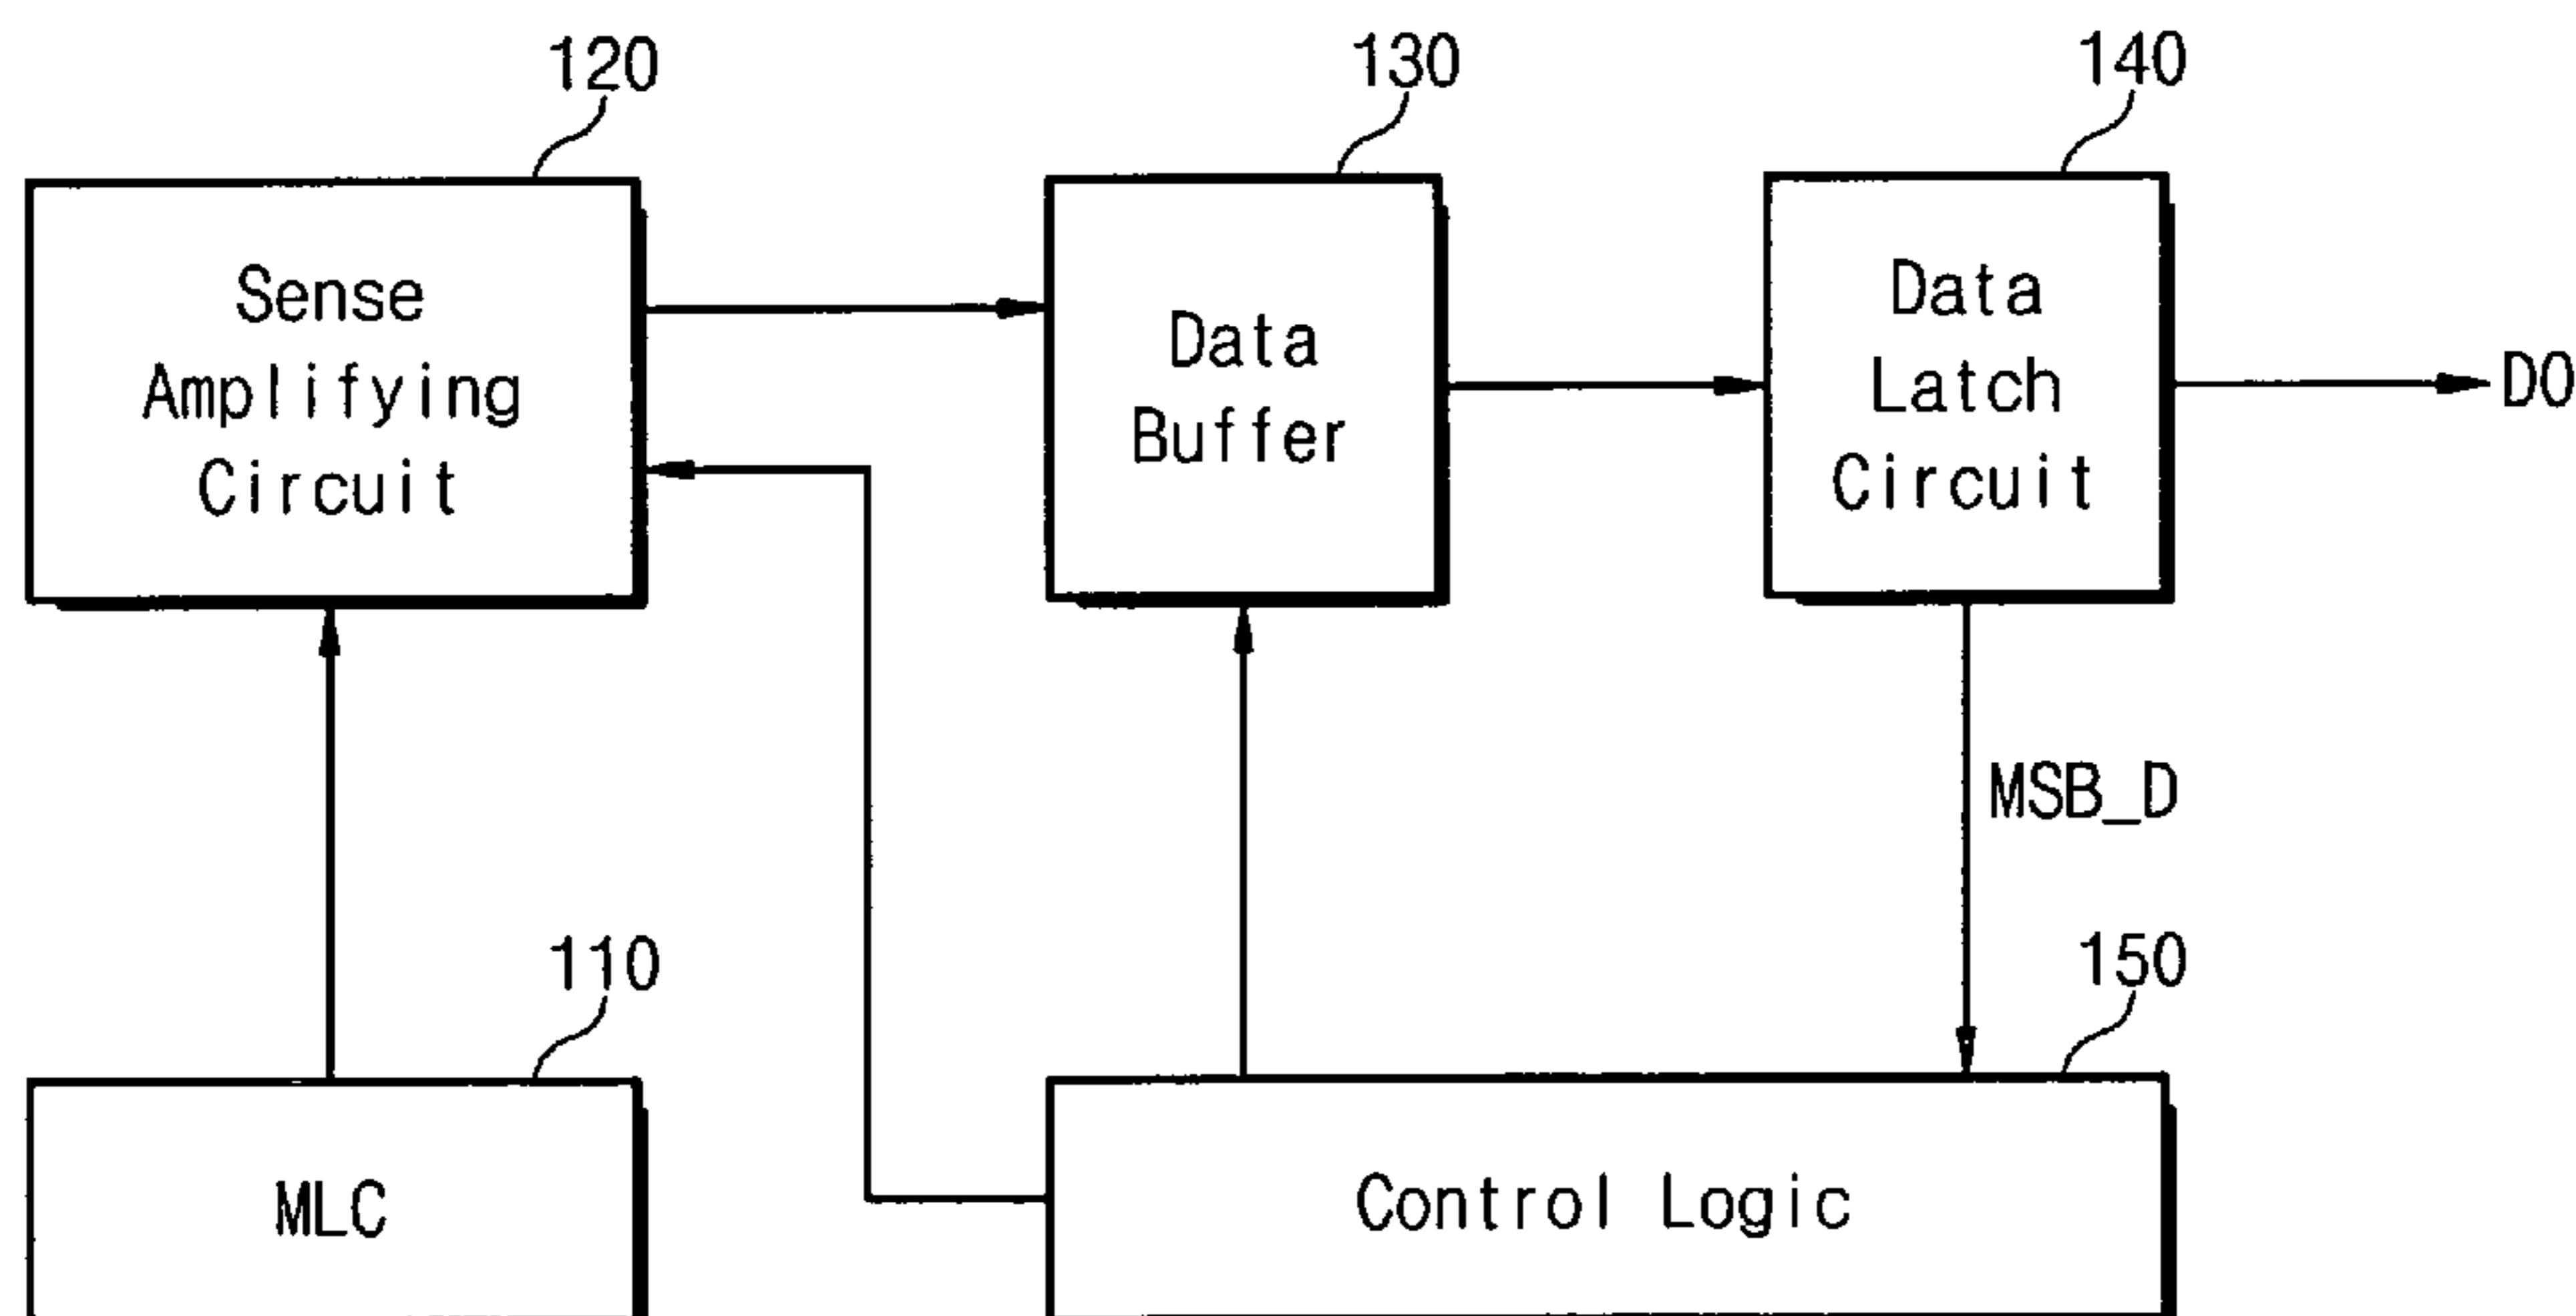 120
130
140
Sense
Amplifying
Circuit
Data
Buffer
Data
Latch
Circuit
DO
MSB_D
110
150
MLC
Control Logic